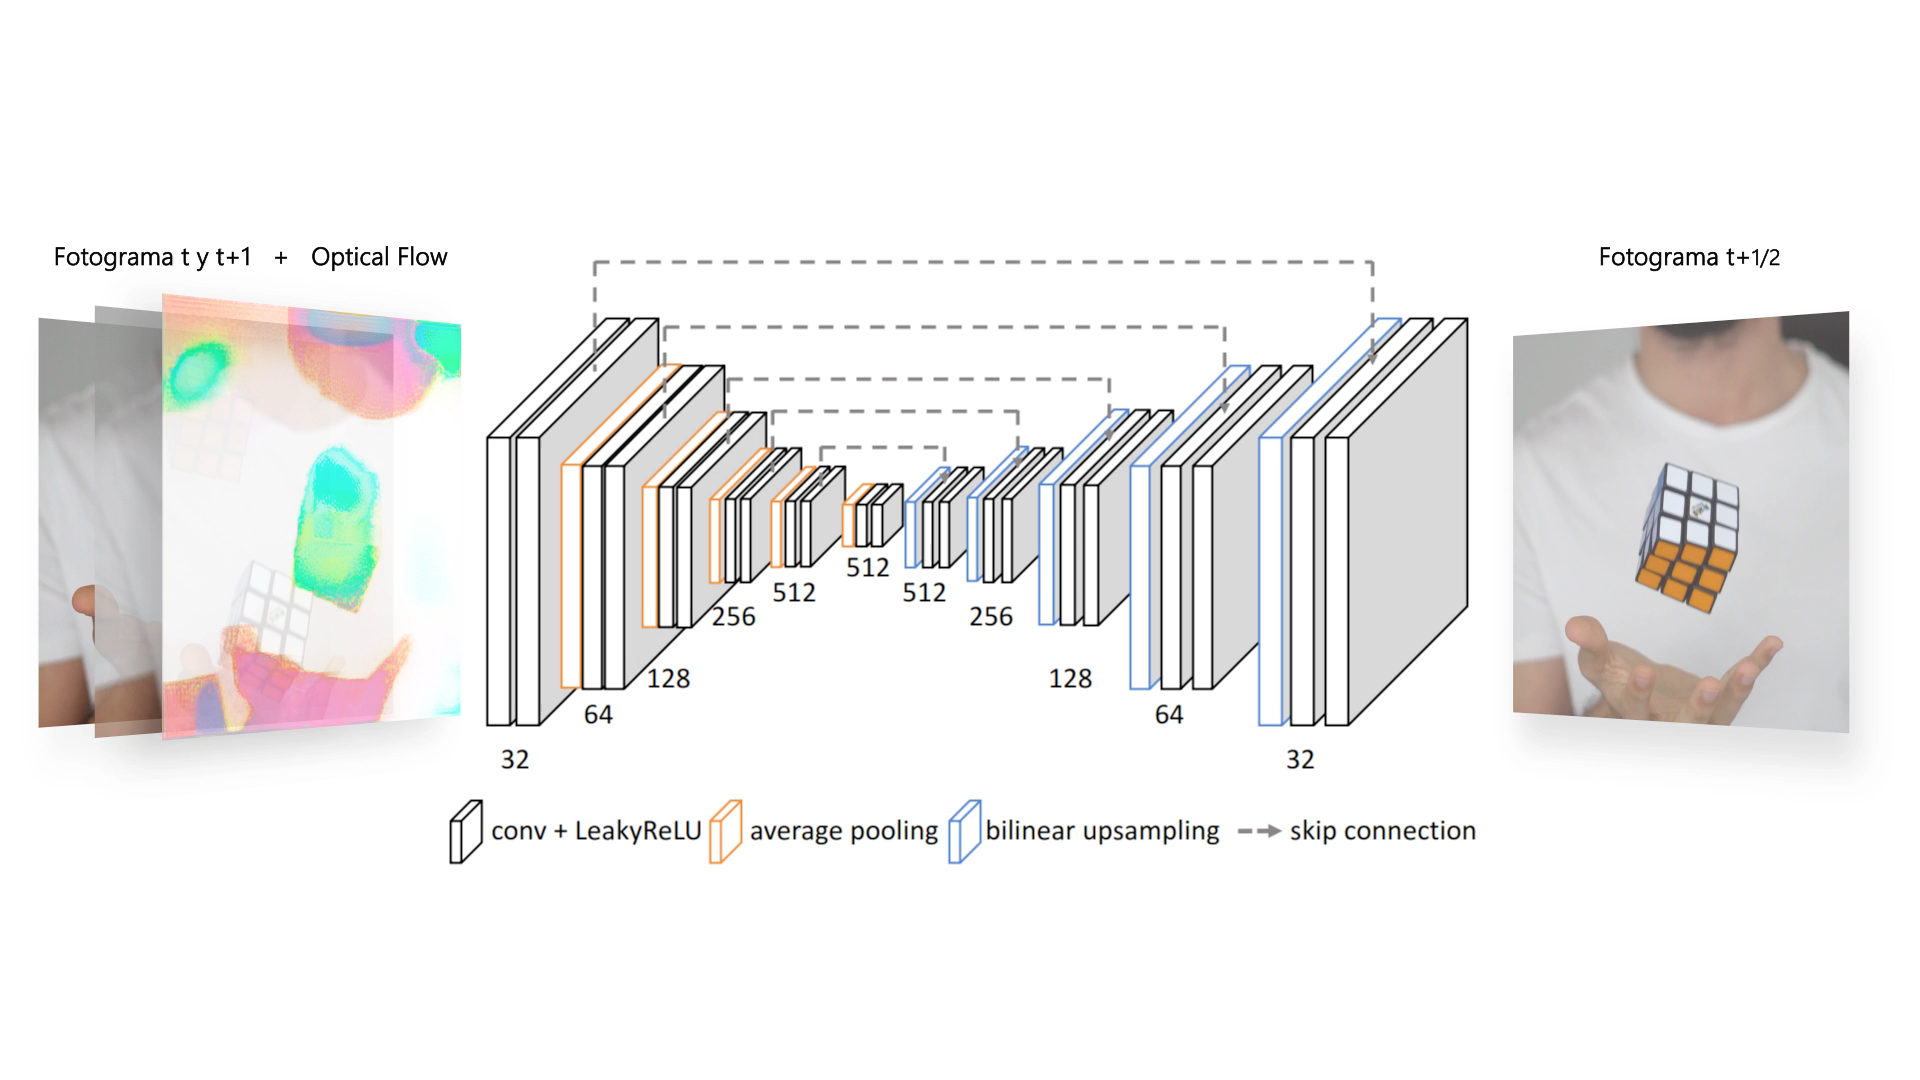 Fotograma t y t+1 + Optical Flow
Fotograma t+1/2
32
64
128
256
512
512
512
256
128
64
32
conv + LeakyReLU
average pooling
bilinear upsampling
skip connection